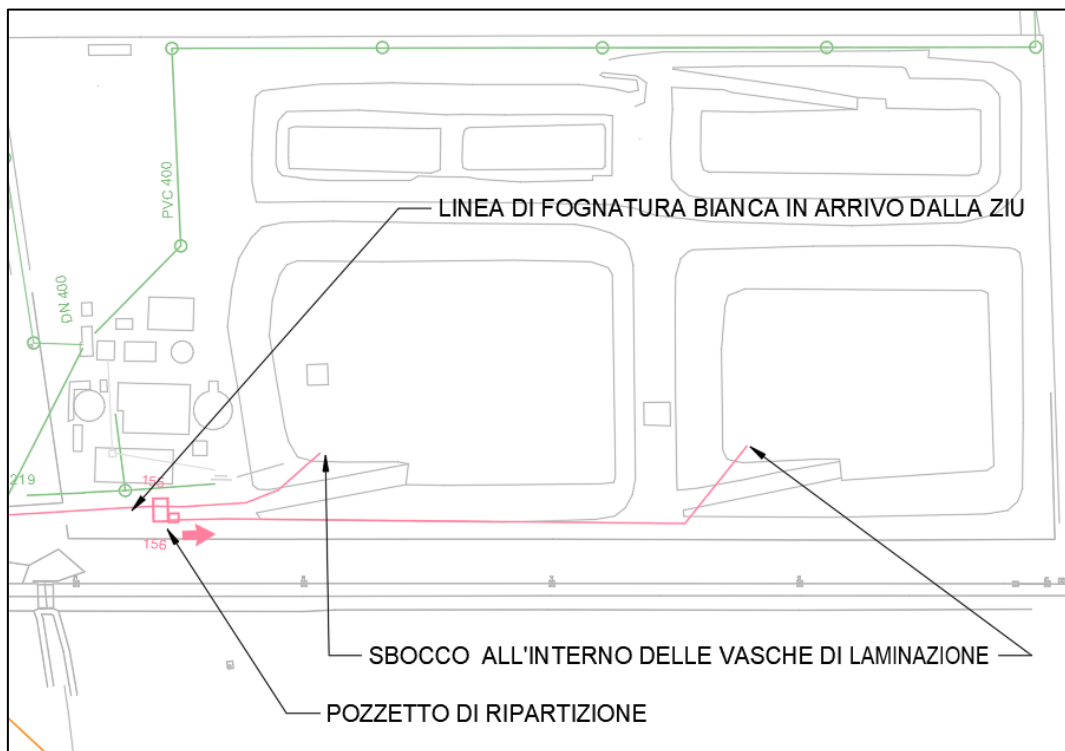 PVC 400
LINEA DI FOGNATURA BIANCA IN ARRIVO DALLA ZIU
DN 400
219
155
156
SBOCCO ALL'INTERNO DELLE VASCHE DI LAMINAZIONE
POZZETTO DI RIPARTIZIONE